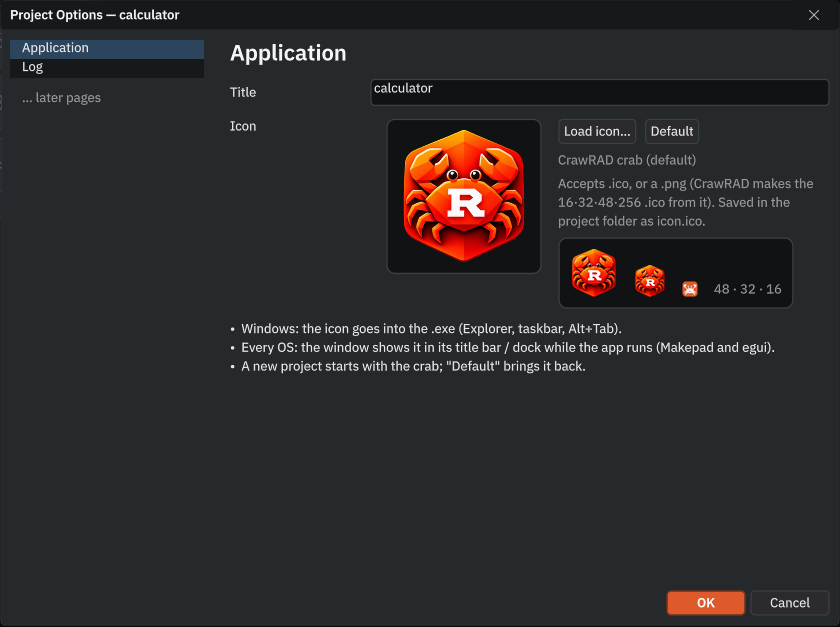 Project Options — calculator
Application
Log
... later pages
Application
Title
calculator
Icon
R
Load icon...
Default
CrawRAD crab (default)
Accepts .ico, or a .png (CrawRAD makes the
16·32·48·256 .ico from it). Saved in the
project folder as icon.ico.
R
R
48 · 32 · 16
• Windows: the icon goes into the .exe (Explorer, taskbar, Alt+Tab).
• Every OS: the window shows it in its title bar / dock while the app runs (Makepad and egui).
• A new project starts with the crab; "Default" brings it back.
OK
Cancel